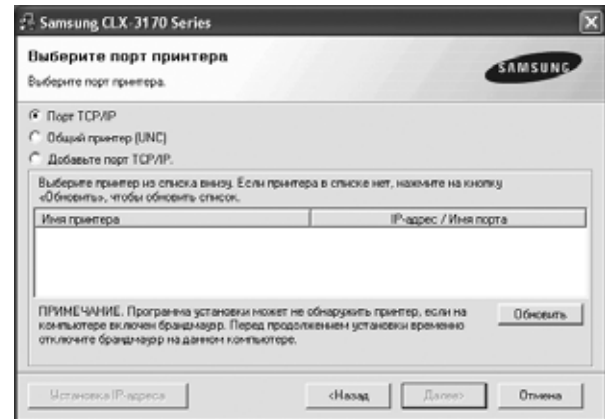 Samsung CLX-3170 Series
Выберите порт принтера
Выберите порт принтера.
SAMSUNG
Порт TCP/IP
Общий принтер (UNC)
Добавьте порт TCP/IP.
Выберите принтер из списка внизу. Если принтера в списке нет, нажмите на кнопку
«Обновить», чтобы обновить список.
Имя принтера IP-адрес / Имя порта
ПРИМЕЧАНИЕ. Программа установки может не обнаружить принтер, если на
компьютере включен брандмауэр. Перед продолжением установки временно
отключите брандмауэр на данном компьютере.
Обновить
Установка IP-адреса <Назад Далее> Отмена